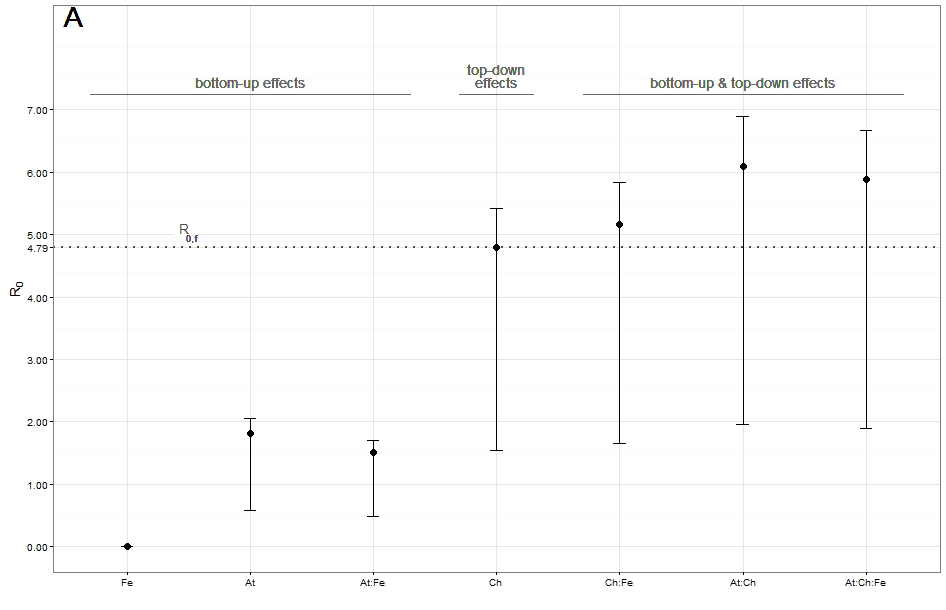 A
top-down
bottom-up effects
effects
bottom-up & top-down effects
7.00
6.00
R0,f
5.00
4.79
R0
4.00
3.00
2.00
1.00
0.00
Fe
At
At:Fe
Ch
Ch:Fe
At:Ch
At:Ch:Fe